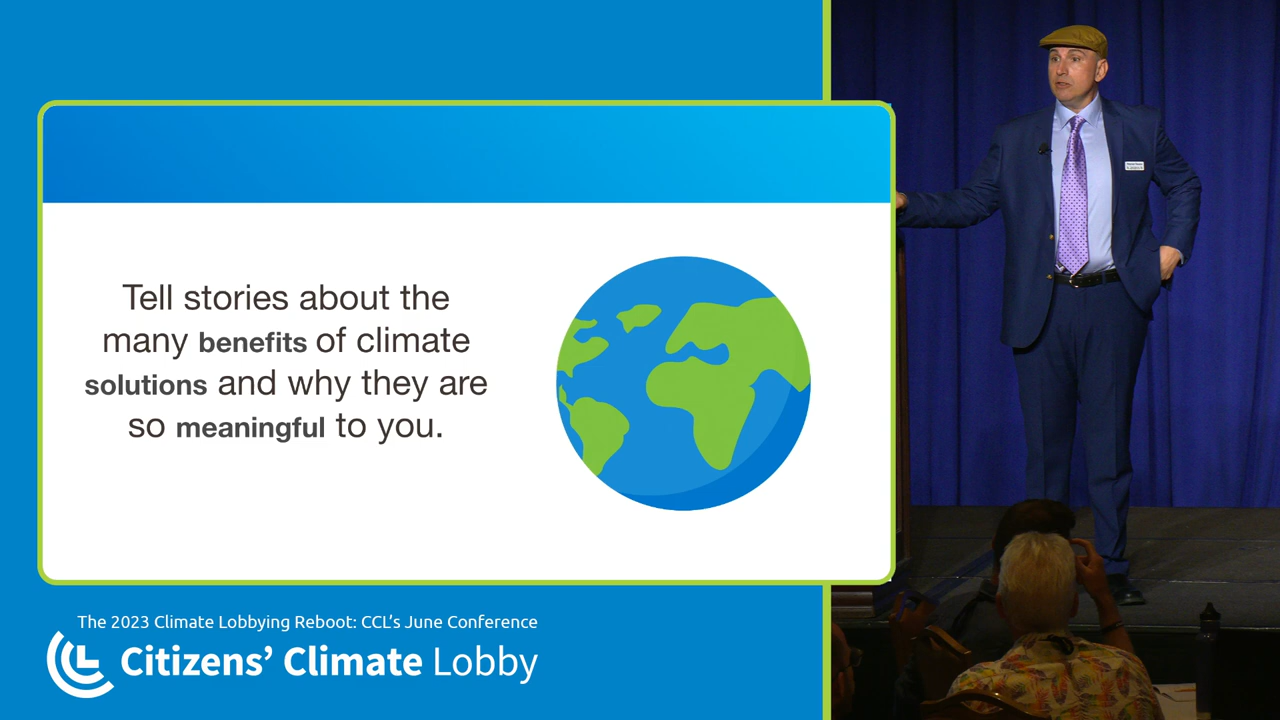 Tell stories about the
many benefits of climate
solutions and why they are
so meaningful to you.
The 2023 Climate Lobbying Reboot: CCL’s June Conference
Citizens’ Climate Lobby